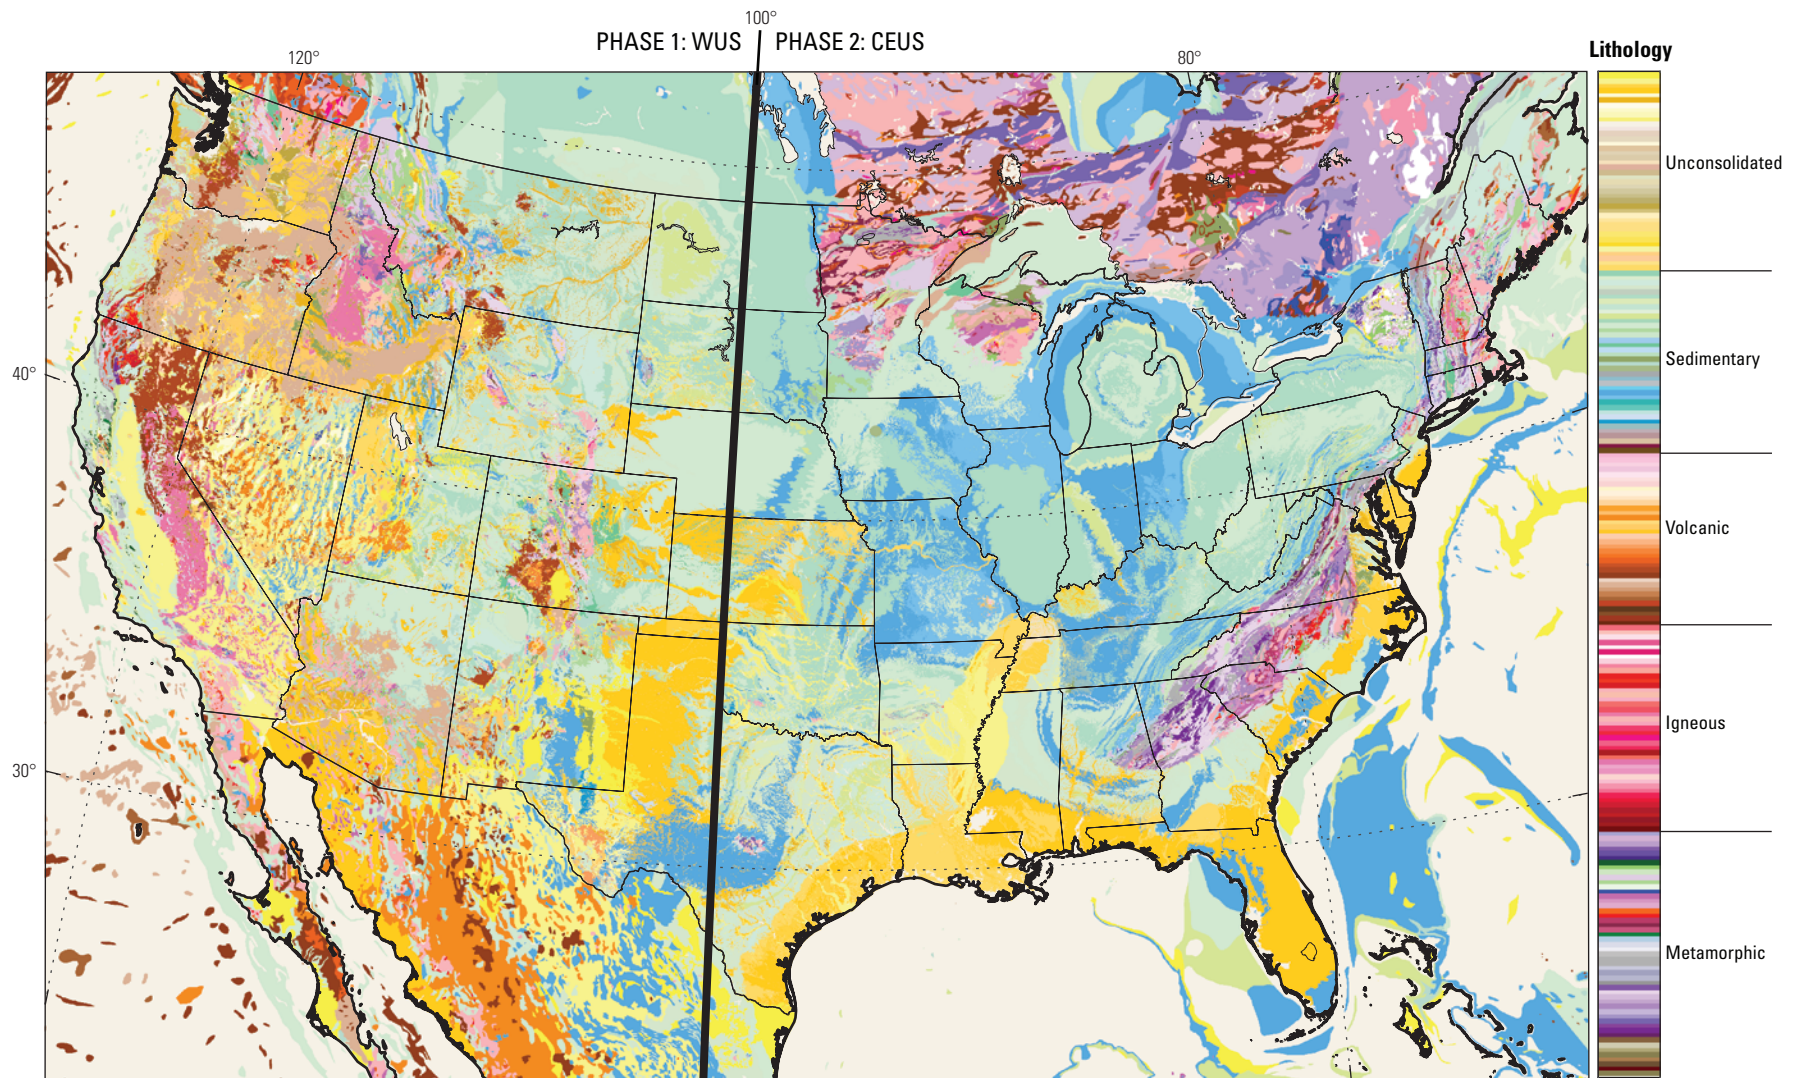 100°
PHASE 1: WUS
PHASE 2: CEUS
120°
80°
Lithology
Unconsolidated
Sedimentary
Volcanic
Igneous
Metamorphic
40°
30°